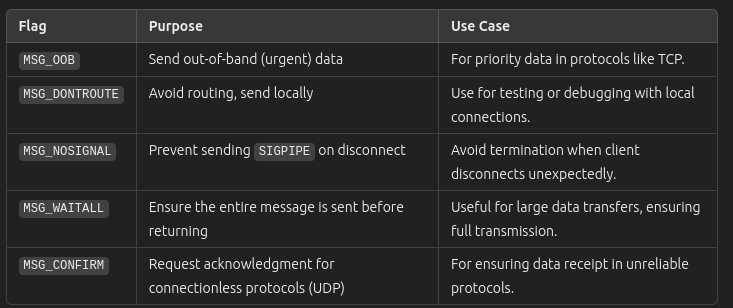 Flag Purpose Use Case
MSG_OOB Send out-of-band (urgent) data For priority data in protocols like TCP.
MSG_DONTROUTE Avoid routing, send locally Use for testing or debugging with local
connections.
MSG_NOSIGNAL Prevent sending SIGPIPE on disconnect Avoid termination when client
disconnects unexpectedly.
MSG_WAITALL Ensure the entire message is sent before Useful for large data transfers, ensuring
returning full transmission.
MSG_CONFIRM Request acknowledgment for For ensuring data receipt in unreliable
connectionless protocols (UDP) protocols.